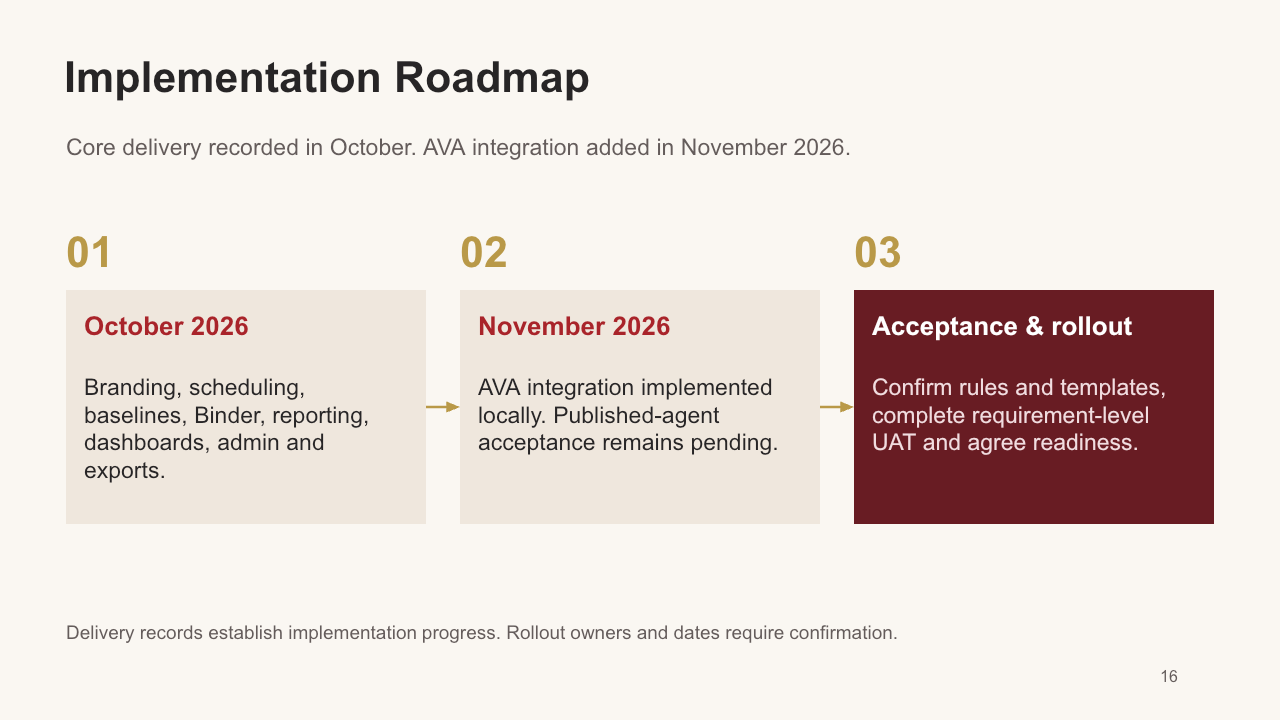 Implementation Roadmap
Core delivery recorded in October. AVA integration added in November 2026.
01
October 2026
Branding, scheduling,
baselines, Binder, reporting,
dashboards, admin and
exports.
02
November 2026
AVA integration implemented
locally. Published-agent
acceptance remains pending.
03
Acceptance & rollout
Confirm rules and templates,
complete requirement-level
UAT and agree readiness.
Delivery records establish implementation progress. Rollout owners and dates require confirmation.
16